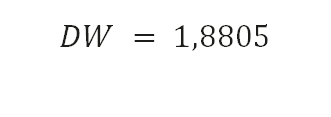 DW = 1,8805